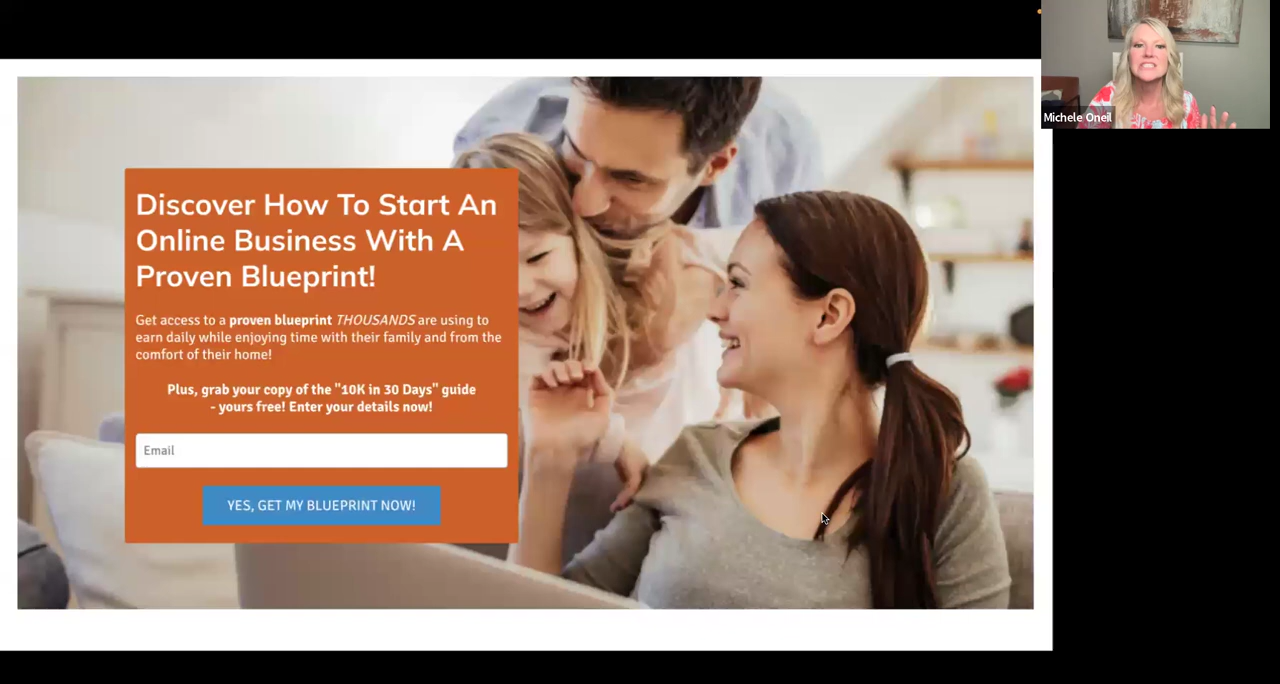 Michele Oneil
Discover How To Start An
Online Business With A
Proven Blueprint!
Get access to a proven blueprint THOUSANDS are using to
earn daily while enjoying time with their family and from the
comfort of their home!
Plus, grab your copy of the "10K in 30 Days" guide
- yours free! Enter your details now!
Email
YES, GET MY BLUEPRINT NOW!